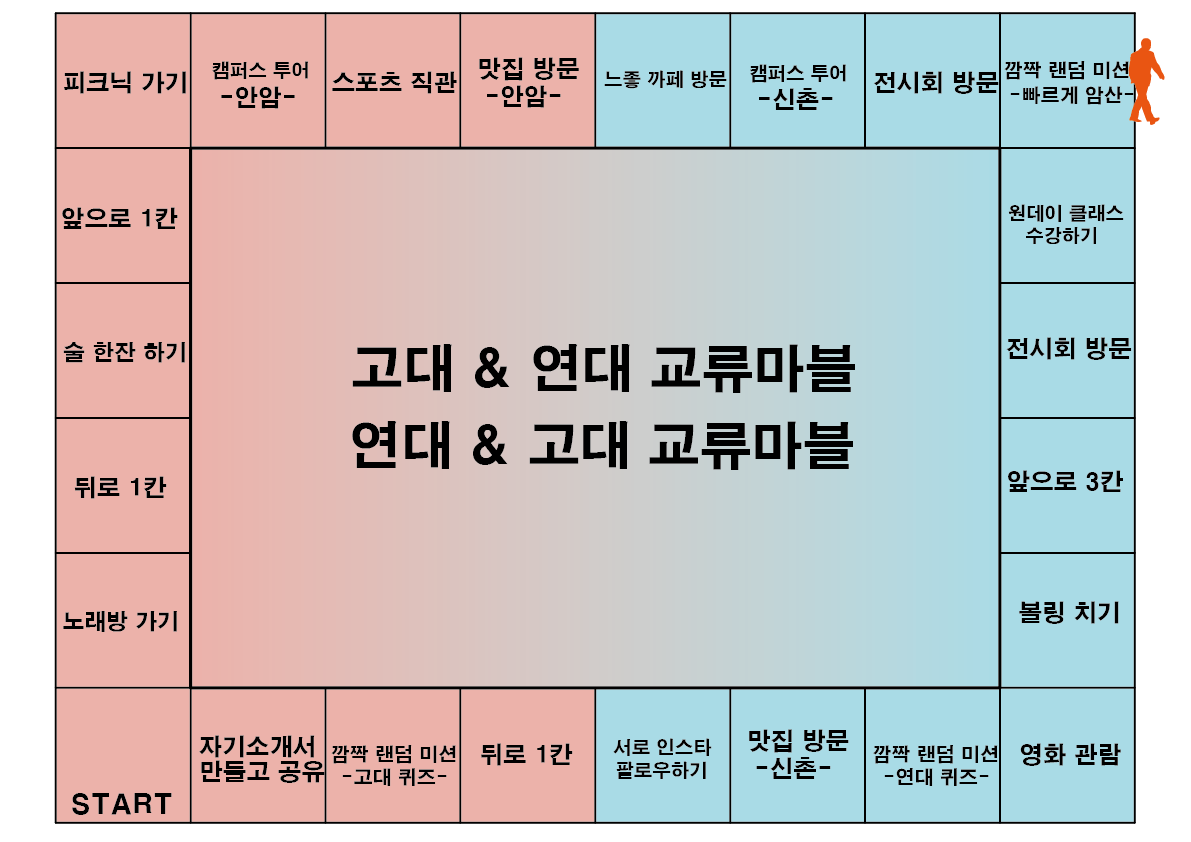 피크닉 가기
캠퍼스 투어
-안암-
스포츠 직관
맛집 방문
-안암-
느좋 까페 방문
캠퍼스 투어
-신촌-
전시회 방문
깜짝 랜덤 미션
-빠르게 암산-
앞으로 1칸
원데이 클래스
수강하기
술 한잔 하기
전시회 방문
고대 & 연대 교류마블
연대 & 고대 교류마블
뒤로 1칸
앞으로 3칸
노래방 가기
볼링 치기
START
자기소개서
만들고 공유
깜짝 랜덤 미션
-고대 퀴즈-
뒤로 1칸
서로 인스타
팔로우하기
맛집 방문
-신촌-
깜짝 랜덤 미션
-연대 퀴즈-
영화 관람